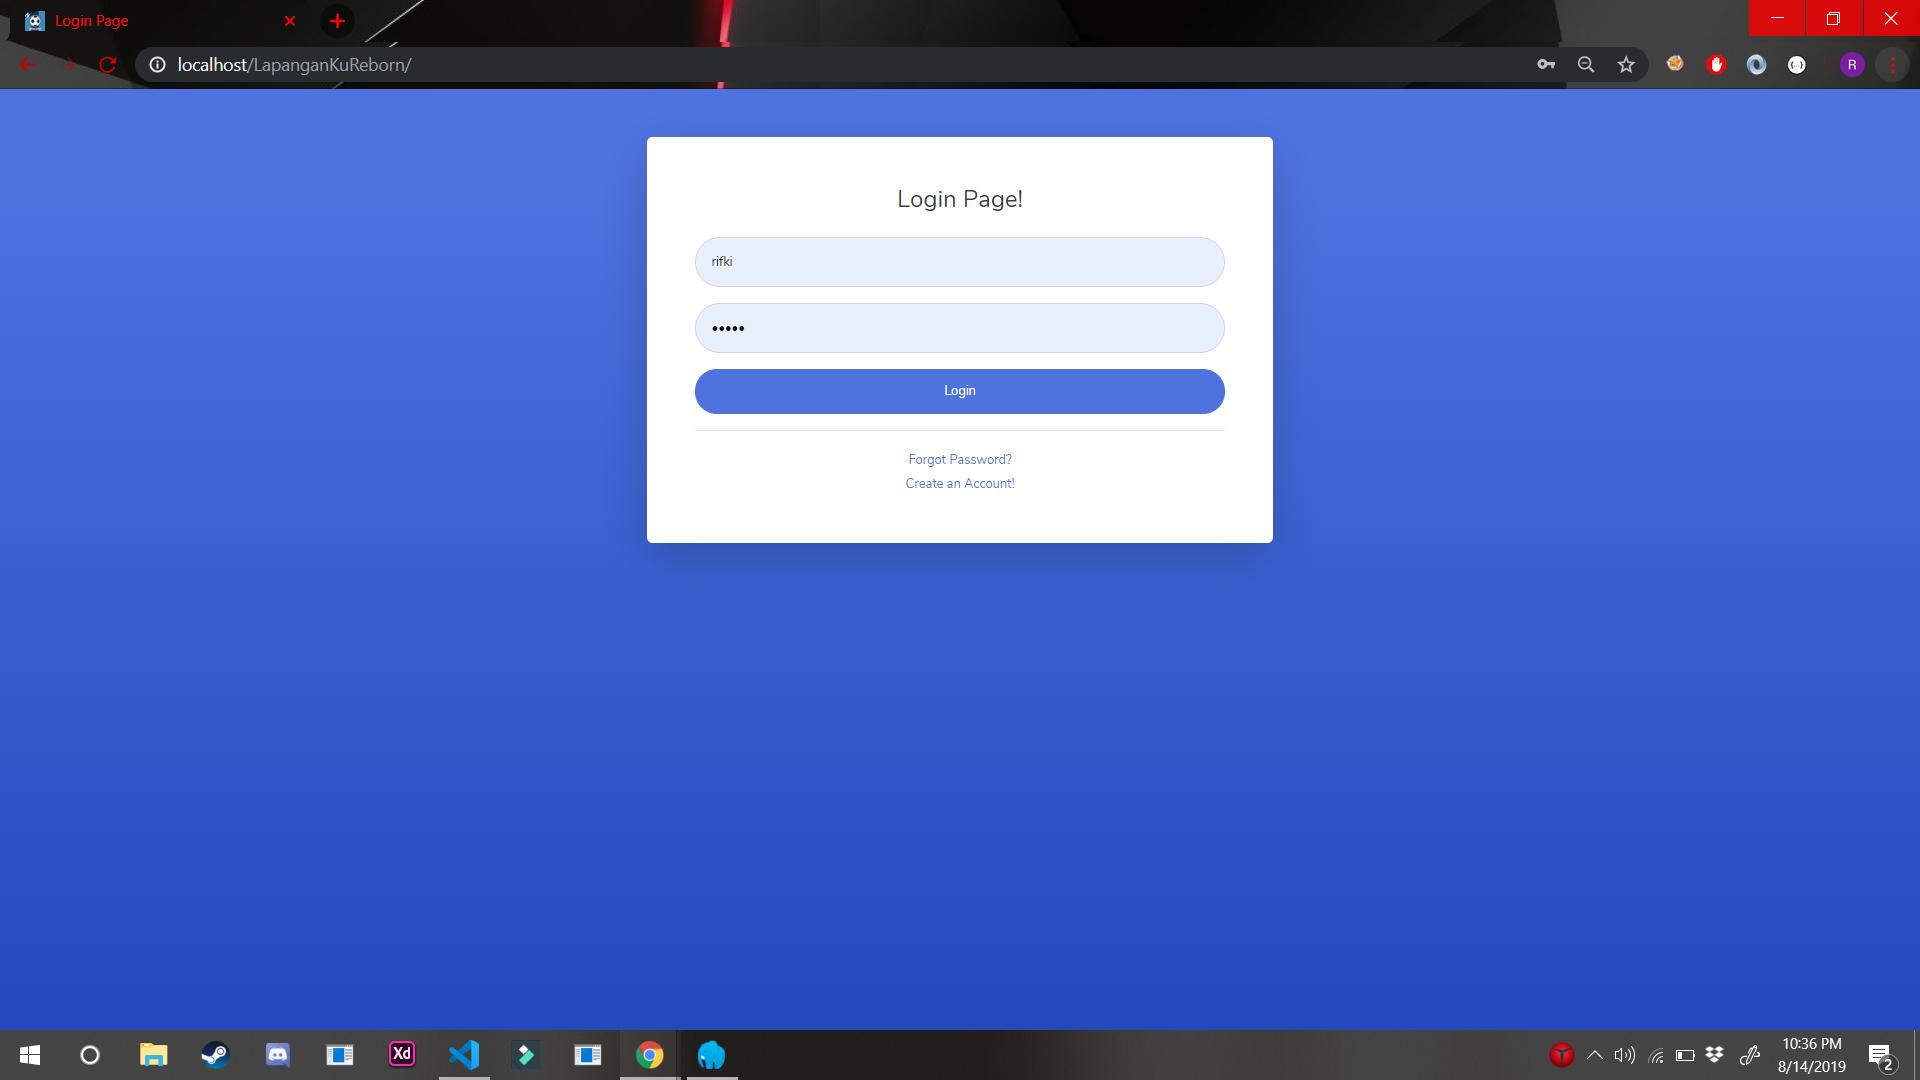 Login Page
localhost/LapanganKuReborn/
R
Login Page!
rifki
•••••
Login
Forgot Password?
Create an Account!
Xd
10:36 PM
8/14/2019
2